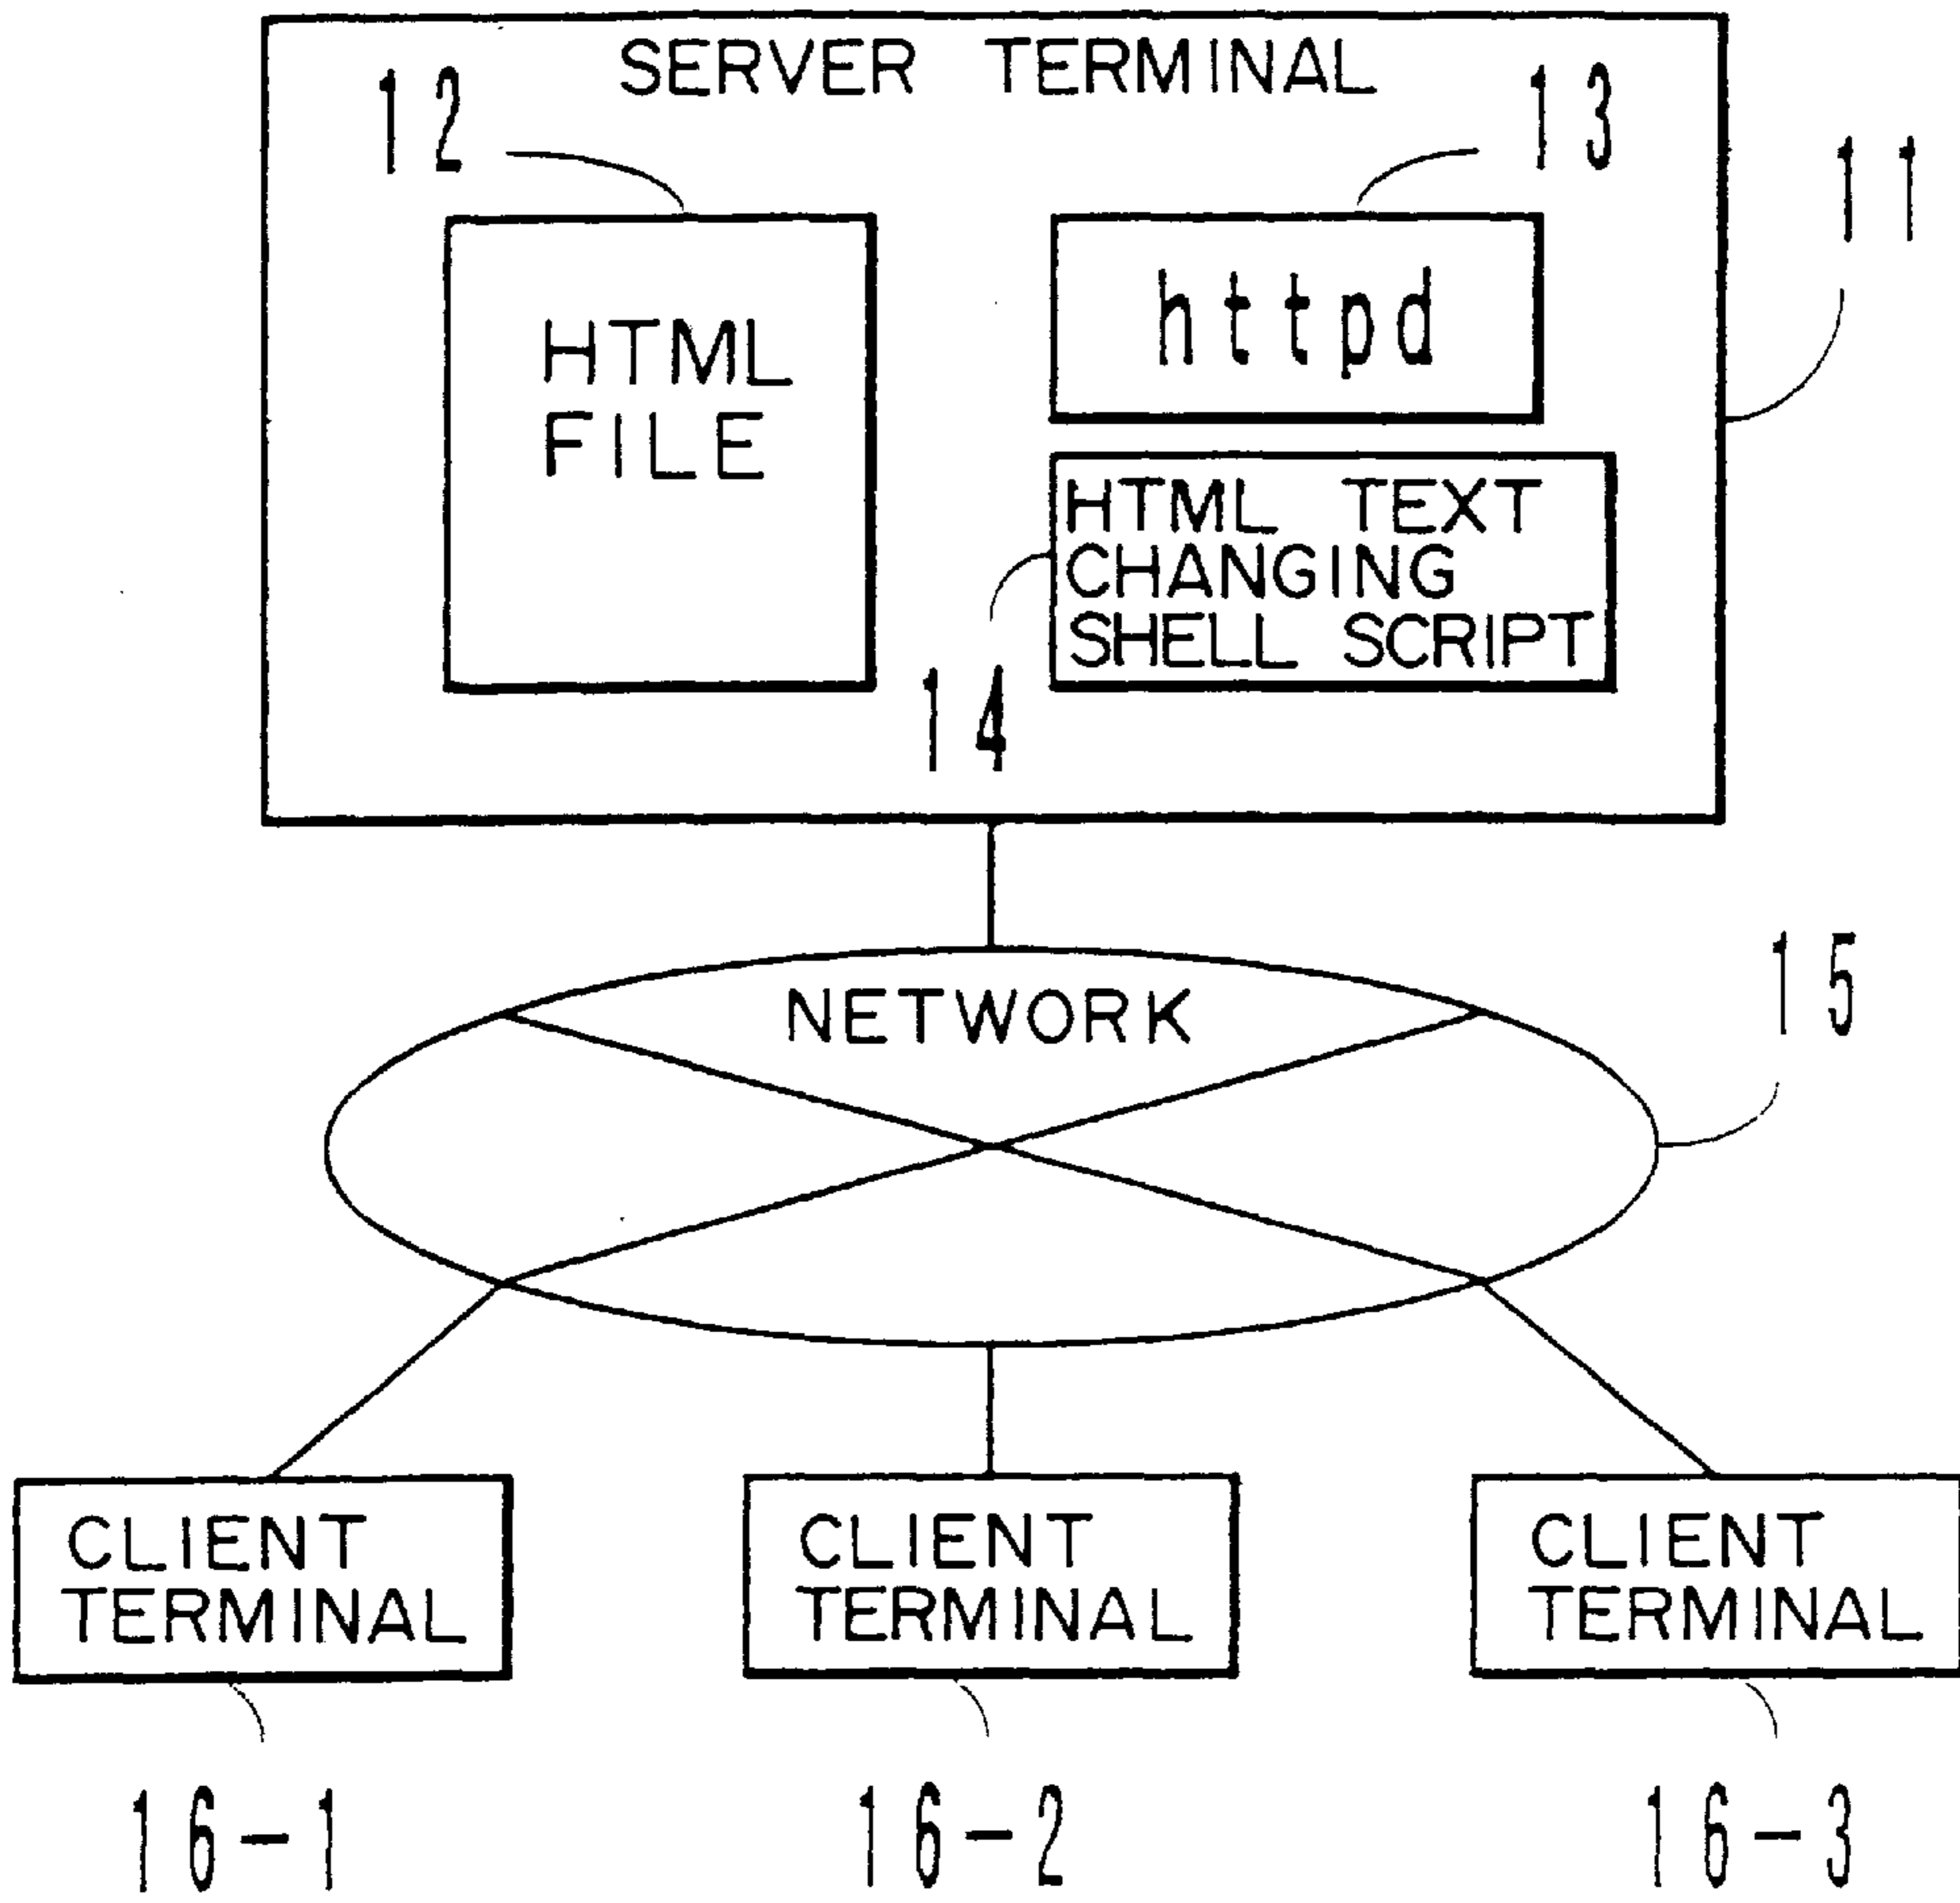 SERVER TERMINAL
12
13
11
HTML
FILE
httpd
HTML TEXT
CHANGING
SHELL SCRIPT
14
NETWORK
15
CLIENT
TERMINAL
CLIENT
TERMINAL
CLIENT
TERMINAL
16-1
16-2
16-3